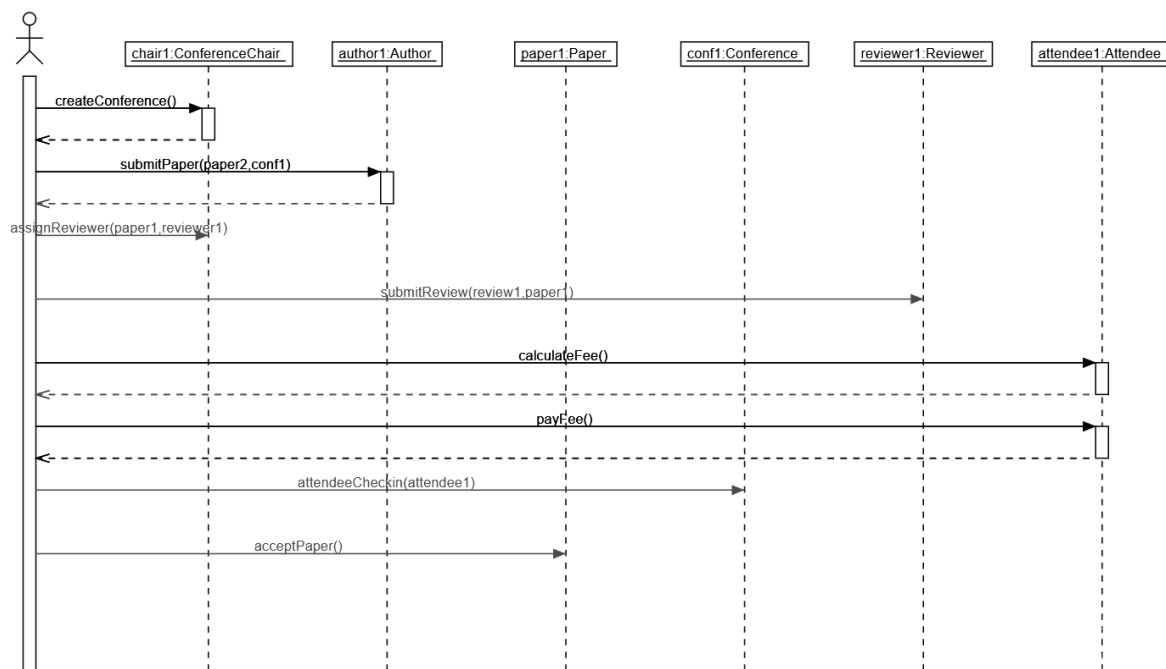 chair1:ConferenceChair
author1:Author
paper1:Paper
conf1:Conference
reviewer1:Reviewer
attendee1:Attendee
createConference()
submitPaper(paper2,conf1)
assignReviewer(paper1,reviewer1)
submitReview(review1,paper1)
calculateFee()
payFee()
attendeeCheckin(attendee1)
acceptPaper()